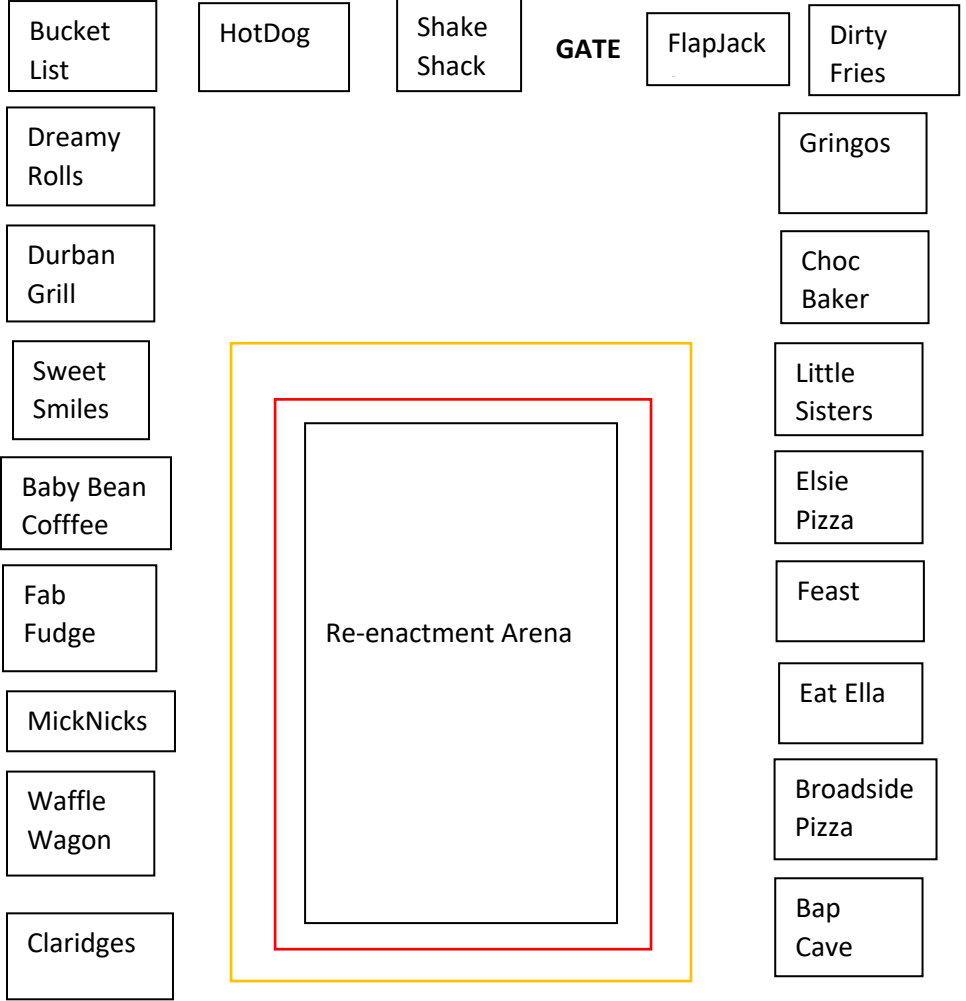 Bucket
List
HotDog
Shake
Shack
GATE
FlapJack
Dirty
Fries
Dreamy
Rolls
Gringos
Durban
Grill
Choc
Baker
Sweet
Smiles
Little
Sisters
Baby Bean
Cofffee
Elsie
Pizza
Fab
Fudge
Re-enactment Arena
Feast
MickNicks
Eat Ella
Waffle
Wagon
Broadside
Pizza
Claridges
Bap
Cave